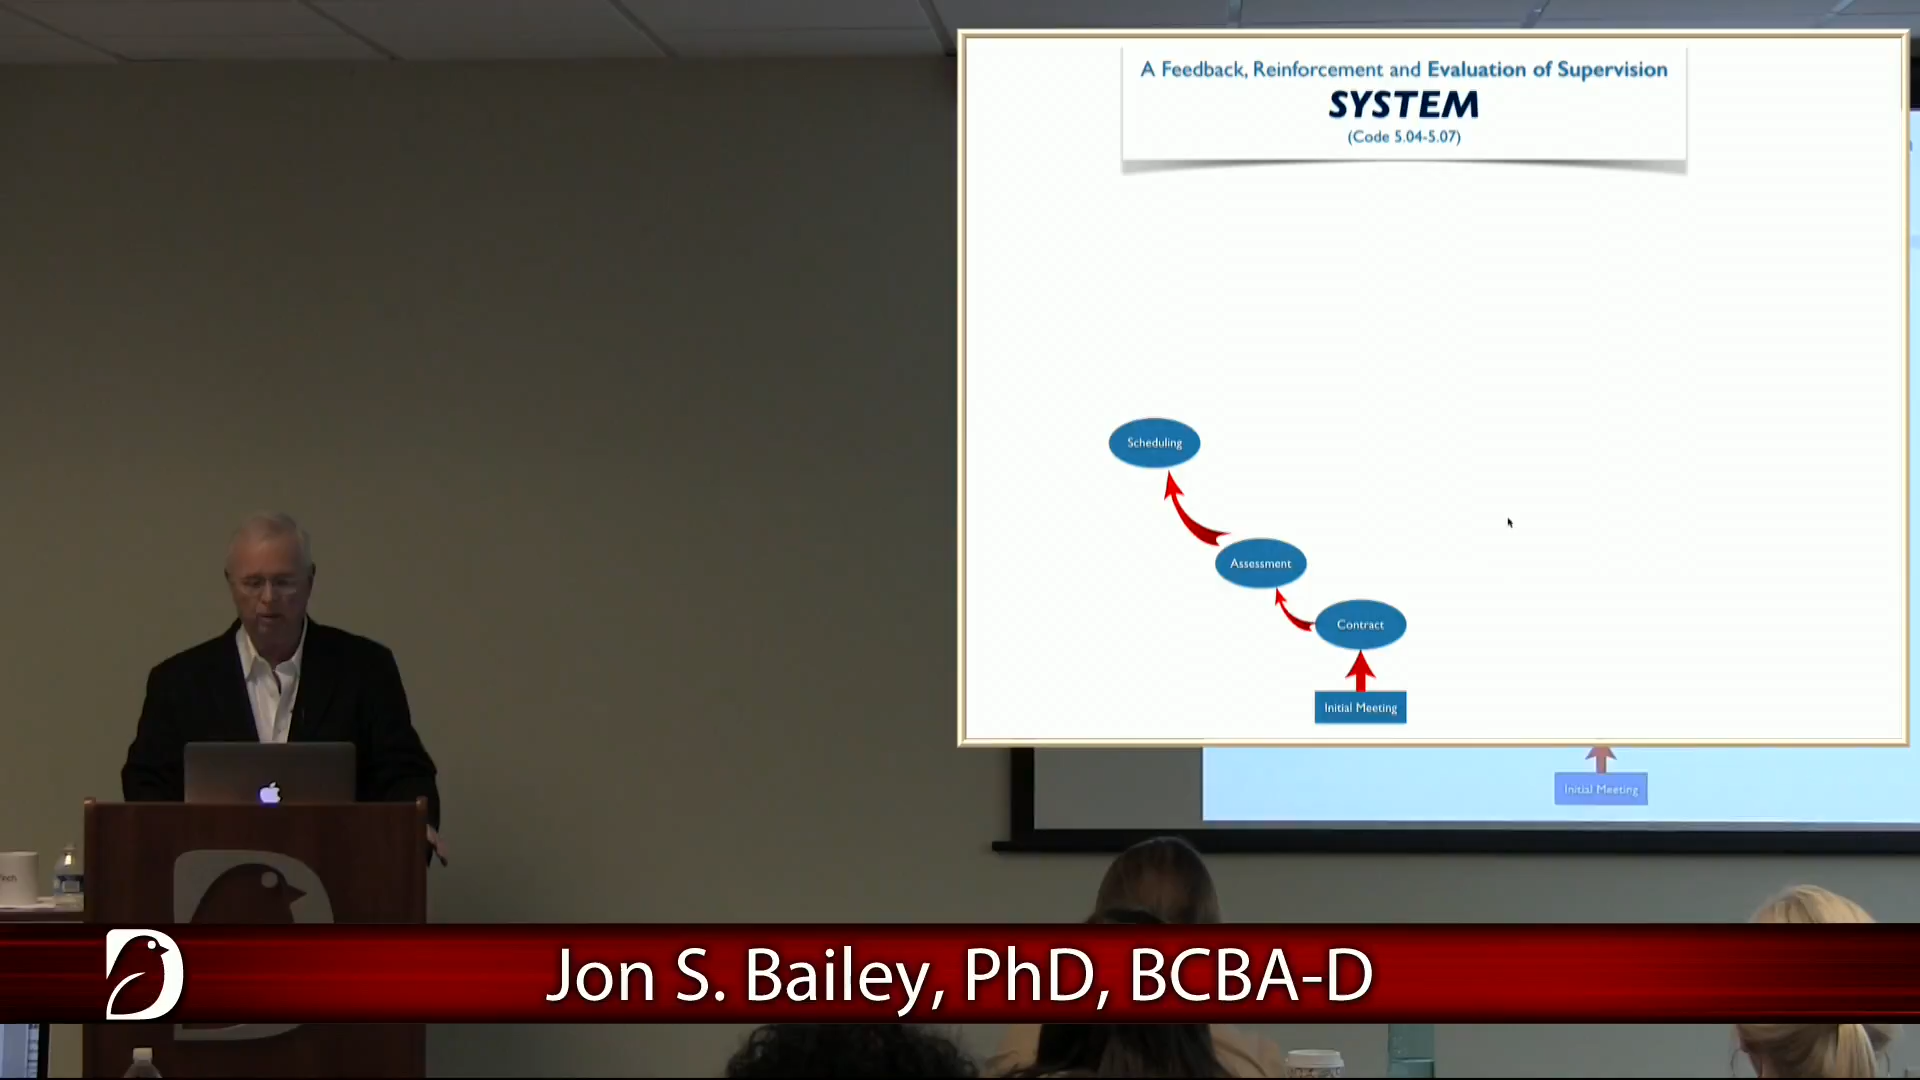 A Feedback, Reinforcement and Evaluation of Supervision
SYSTEM
(Code 5.04-5.07)
Scheduling
Assessment
Contract
Initial Meeting
Initial Meeting
Jon S. Bailey, PhD, BCBA-D